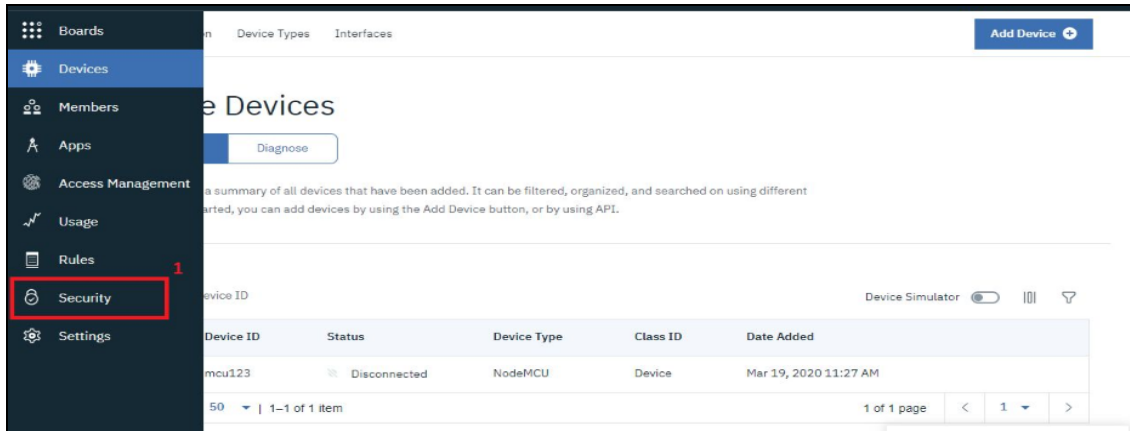 Boards
Devices
Members
Apps
Access Management
Usage
Rules
1
Security
Settings
n Device Types Interfaces
Add Device
e Devices
Diagnose
a summary of all devices that have been added. It can be filtered, organized, and searched on using different
arted, you can add devices by using the Add Device button, or by using API.
evice ID
Device Simulator
Device ID Status Device Type Class ID Date Added
mcu123 Disconnected NodeMCU Device Mar 19, 2020 11:27 AM
50 | 1–1 of 1 item 1 of 1 page < 1 >